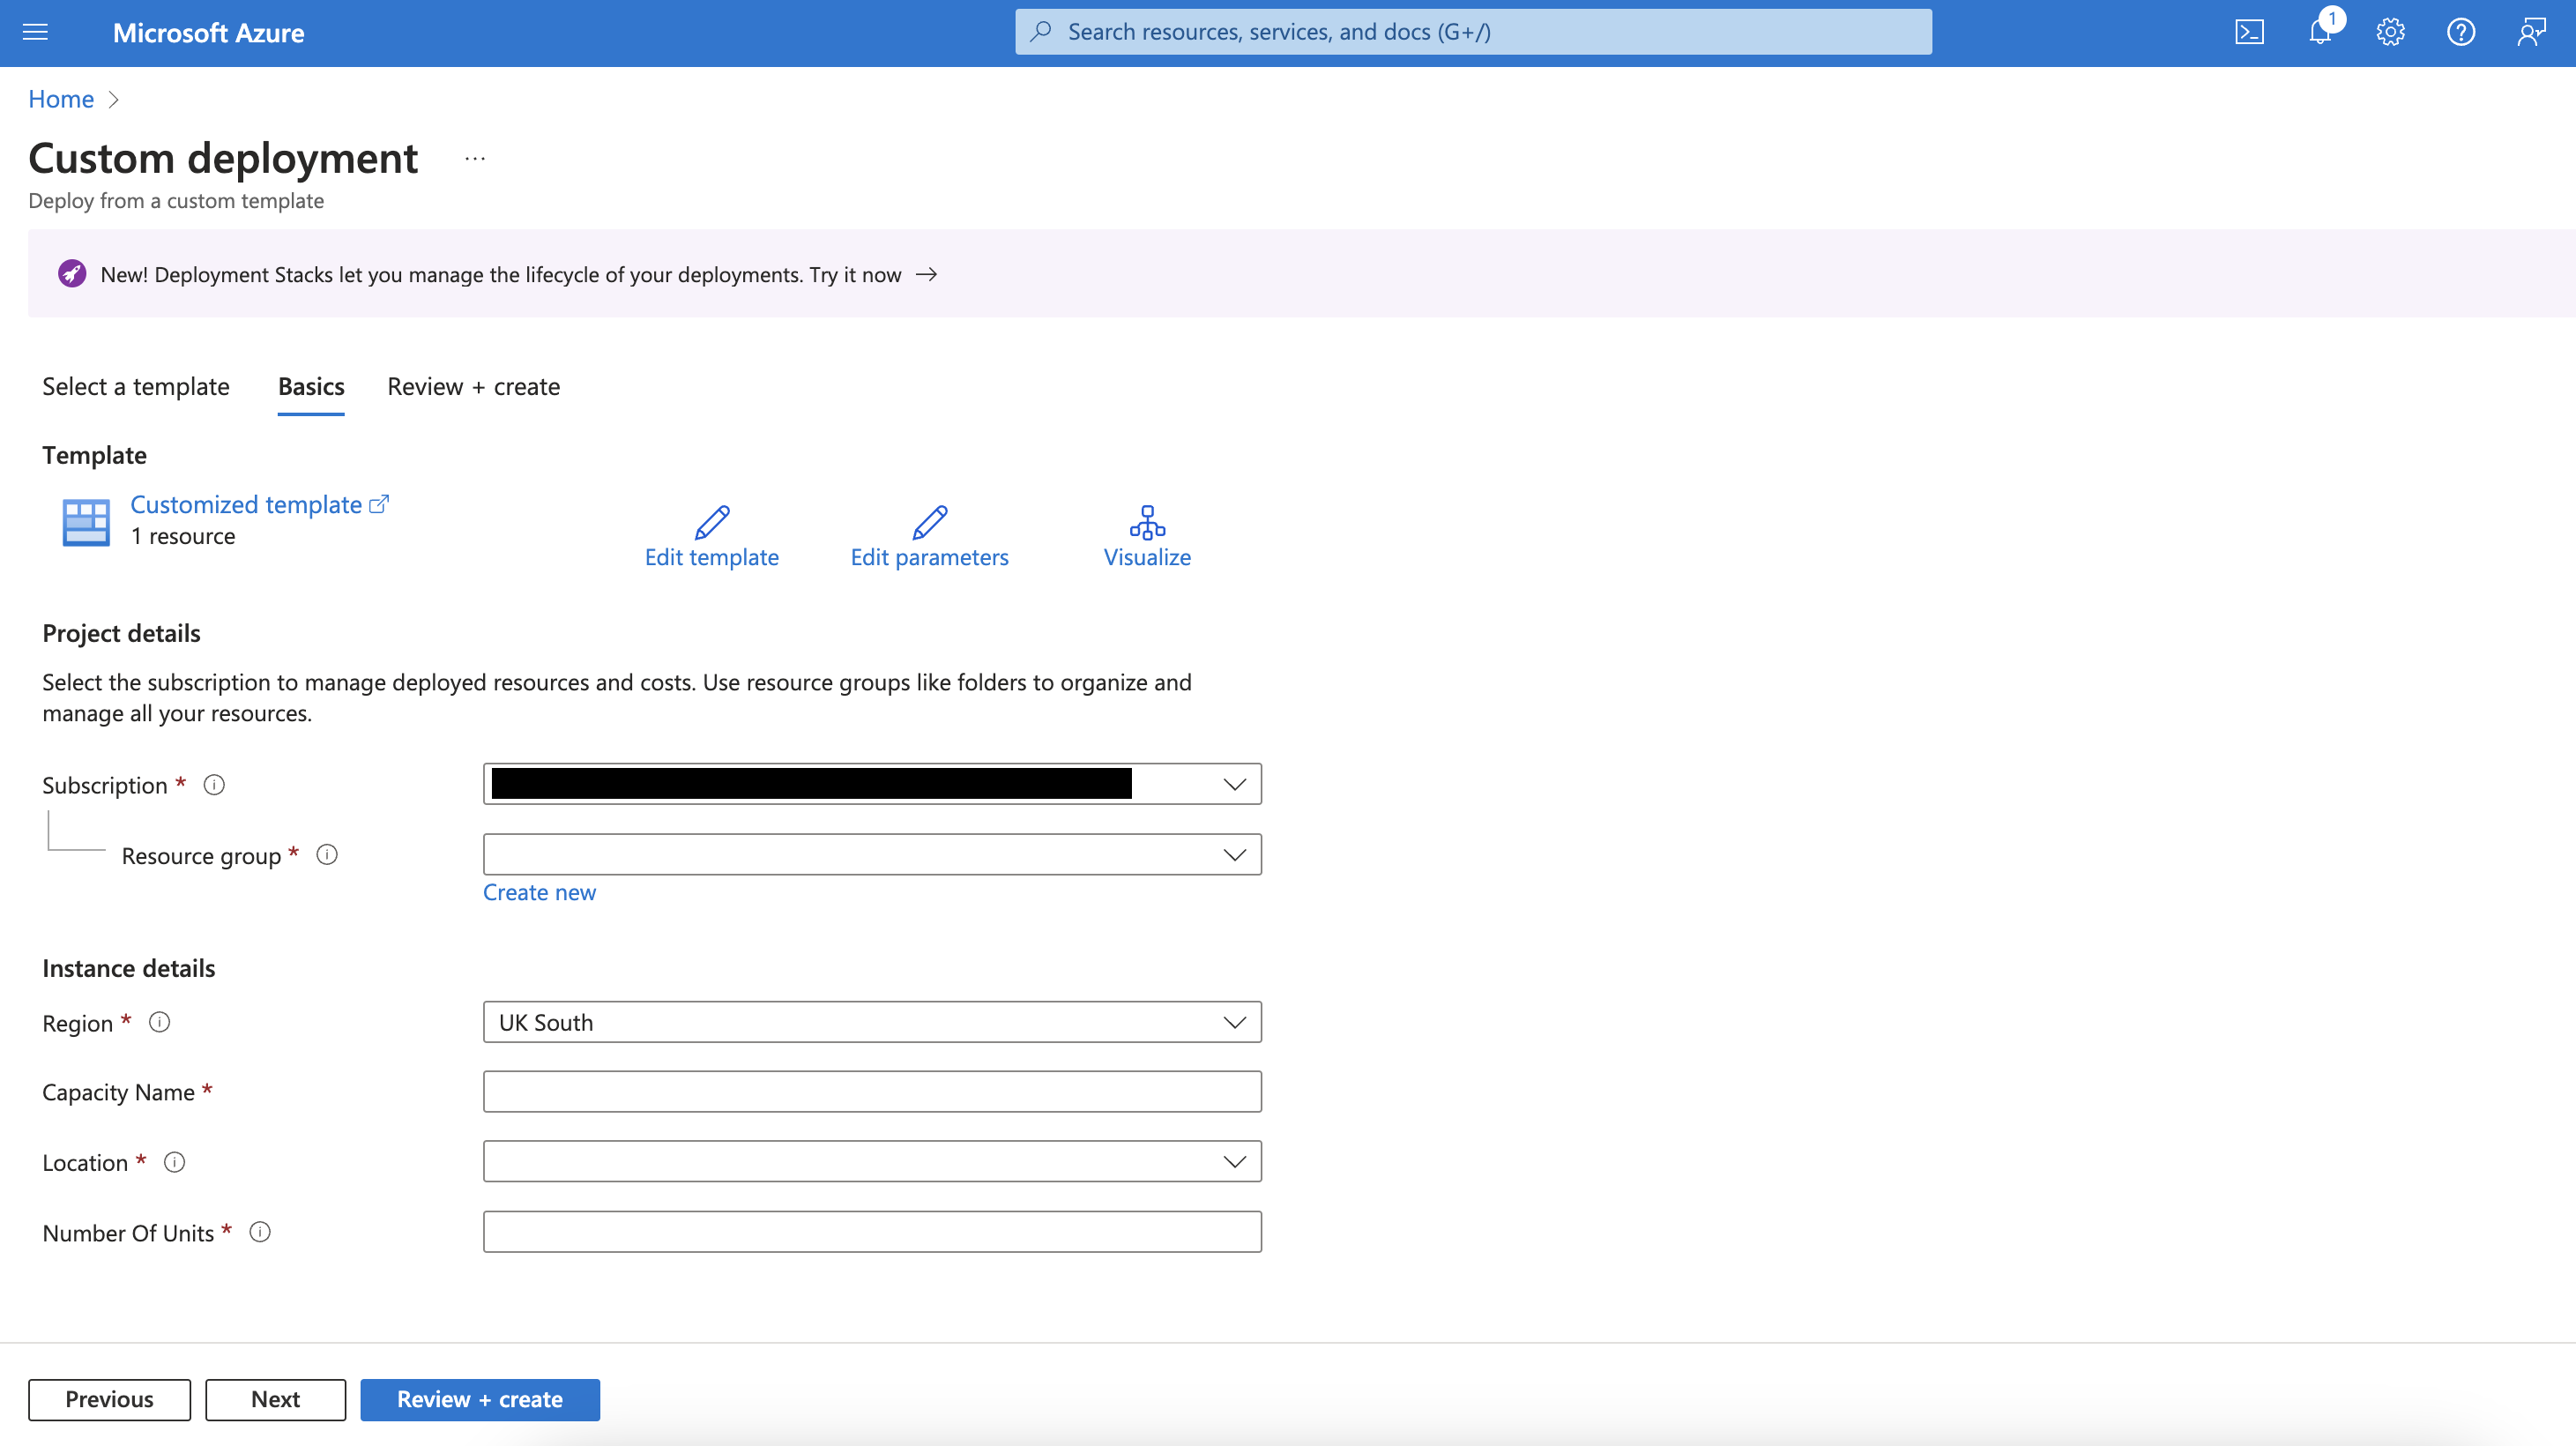 Microsoft Azure
Search resources, services, and docs (G+/)
1
Home
Custom deployment
...
Deploy from a custom template
New! Deployment Stacks let you manage the lifecycle of your deployments. Try it now →
Select a template
Basics
Review + create
Template
Customized template
1 resource
Edit template
Edit parameters
Visualize
Project details
Select the subscription to manage deployed resources and costs. Use resource groups like folders to organize and
manage all your resources.
Subscription *
Resource group *
Create new
Instance details
Region *
UK South
Capacity Name *
Location *
Number Of Units *
Previous
Next
Review + create